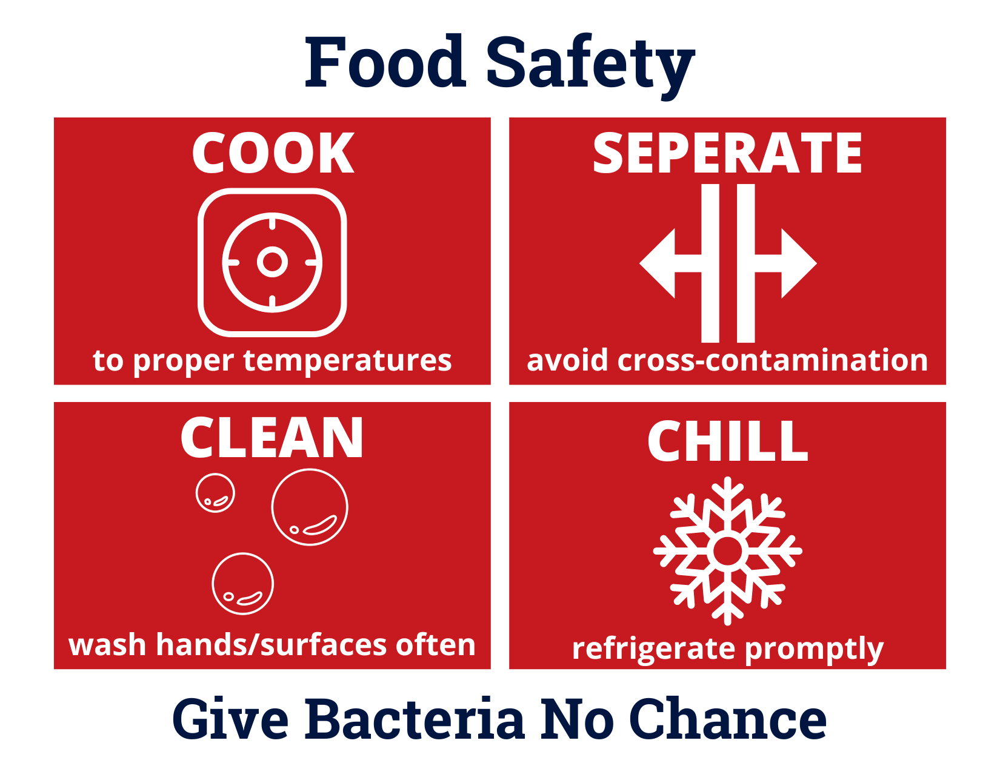 Food Safety
COOK
to proper temperatures
SEPERATE
avoid cross-contamination
CLEAN
wash hands/surfaces often
CHILL
refrigerate promptly
Give Bacteria No Chance